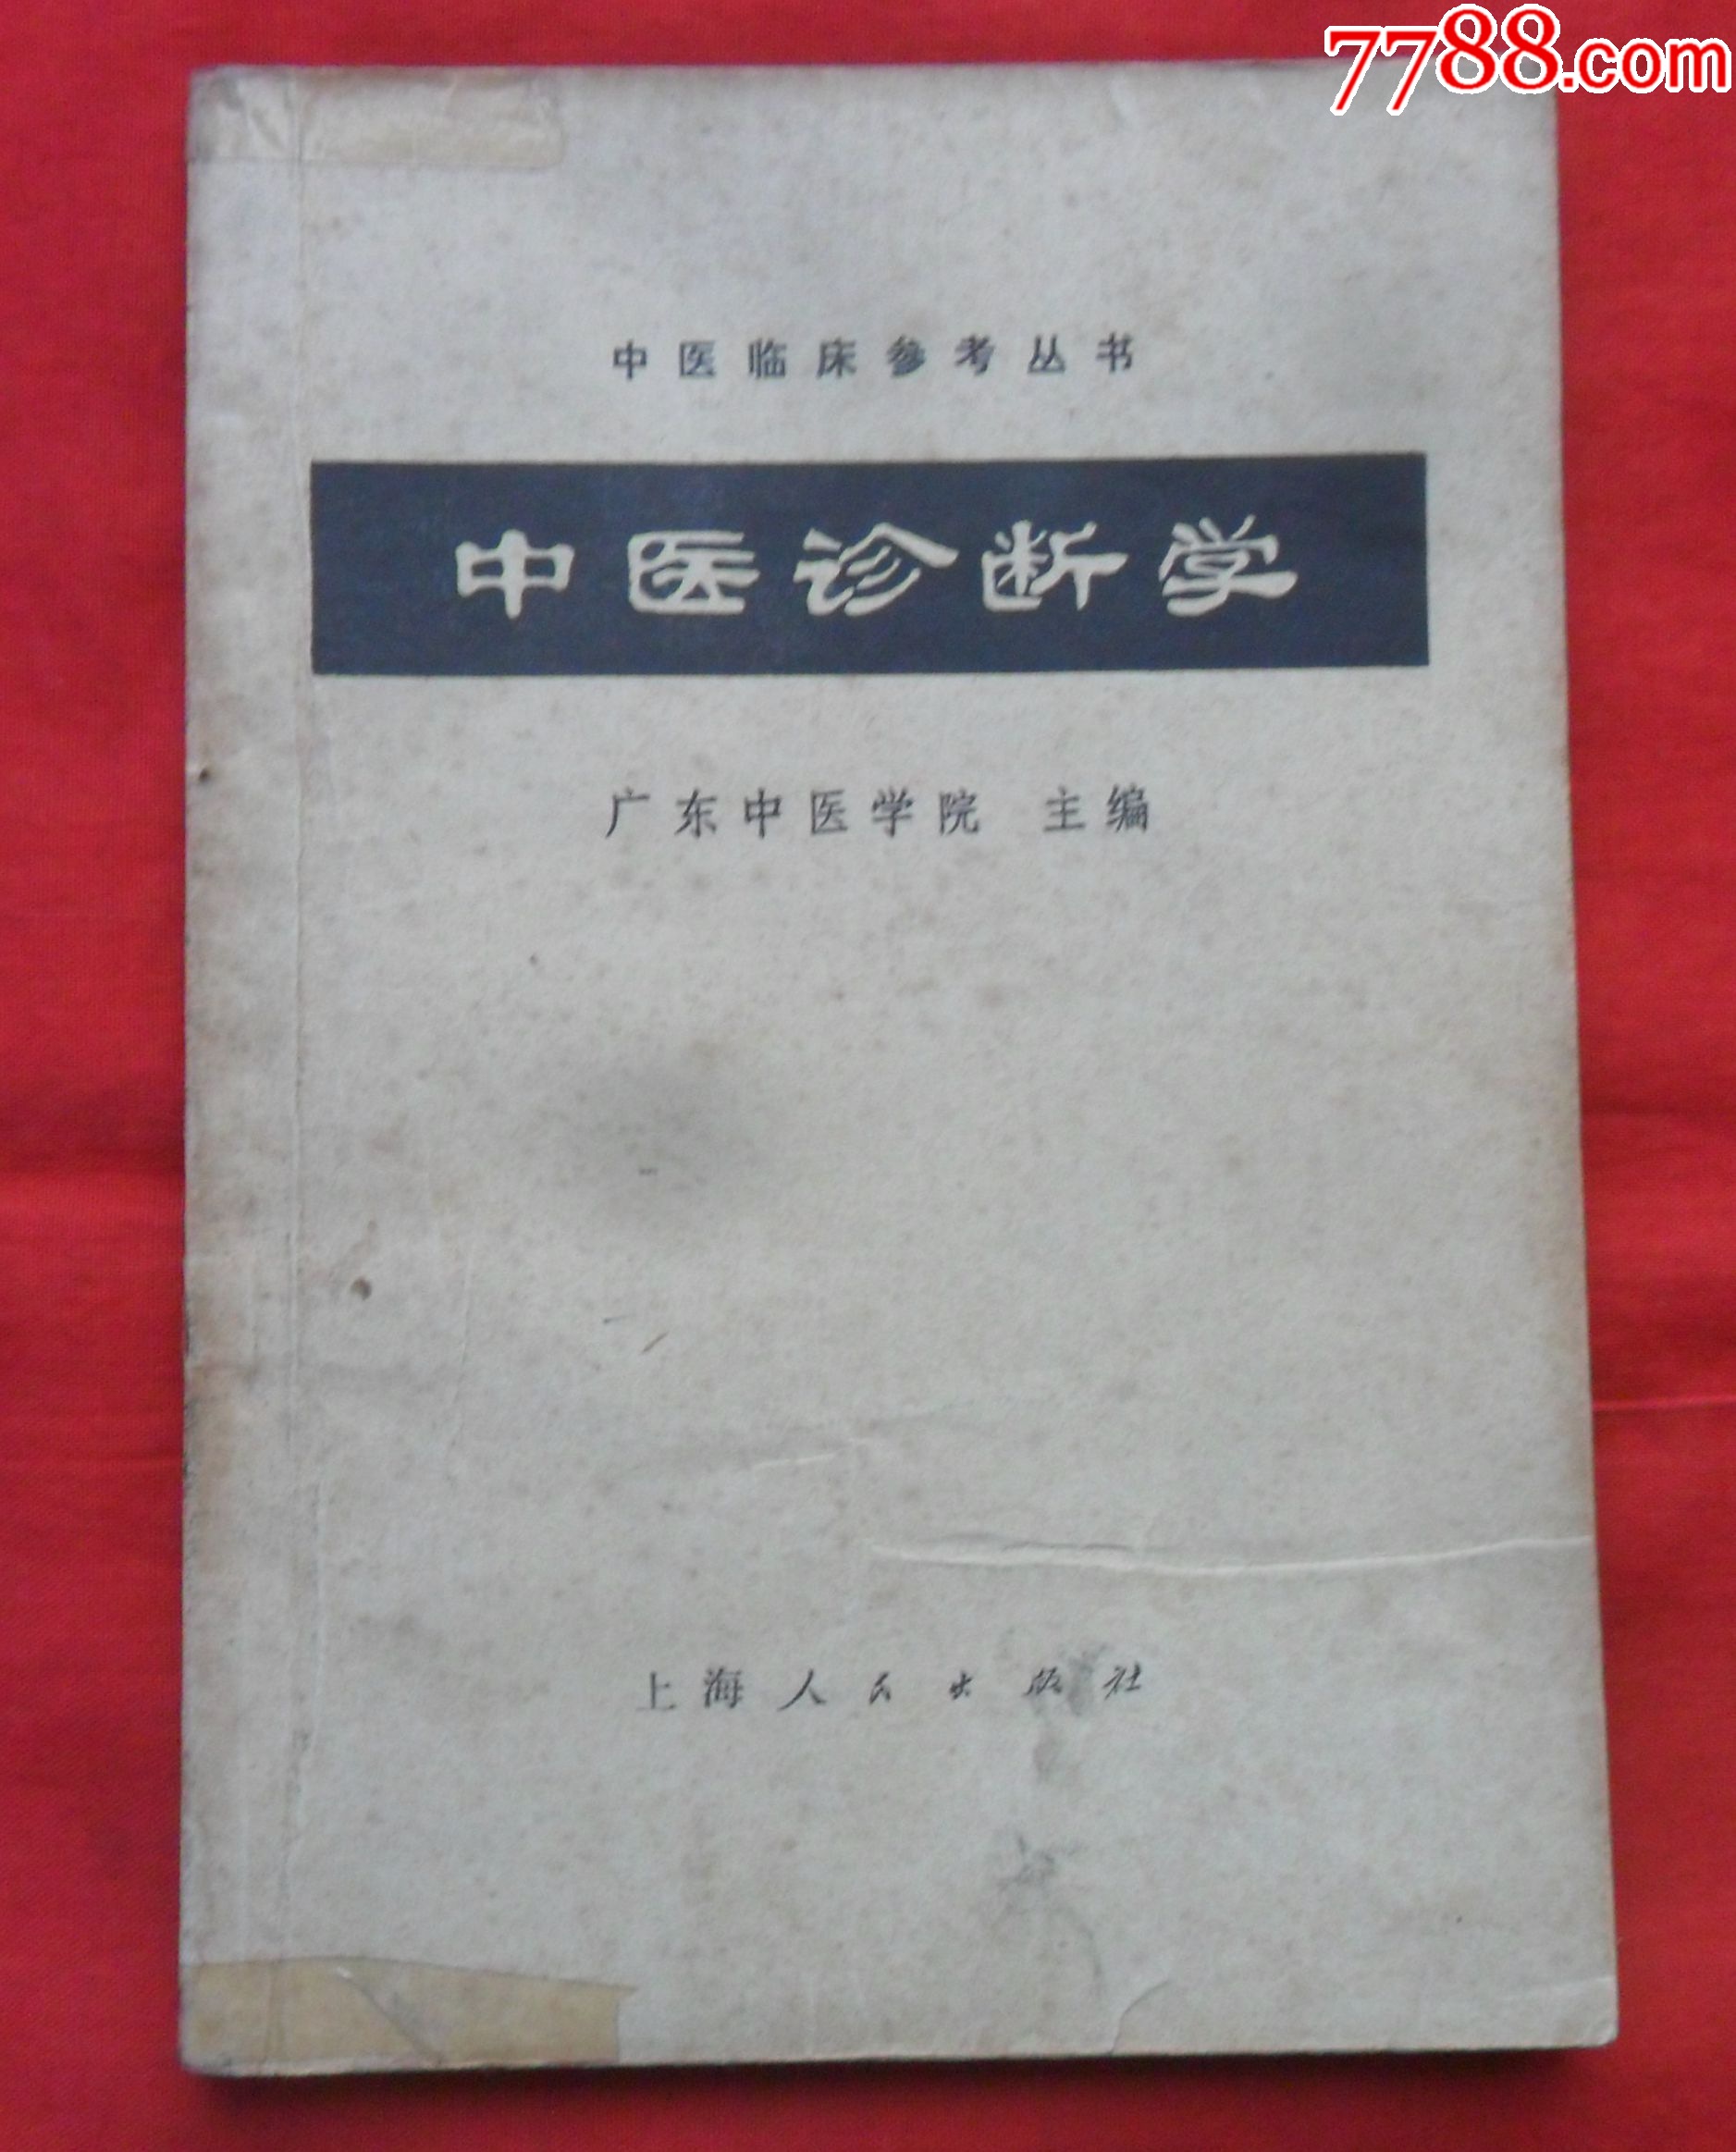 7788.com
中医临床参考丛书
中医诊断学
广东中医学院 主编
上海人民出版社